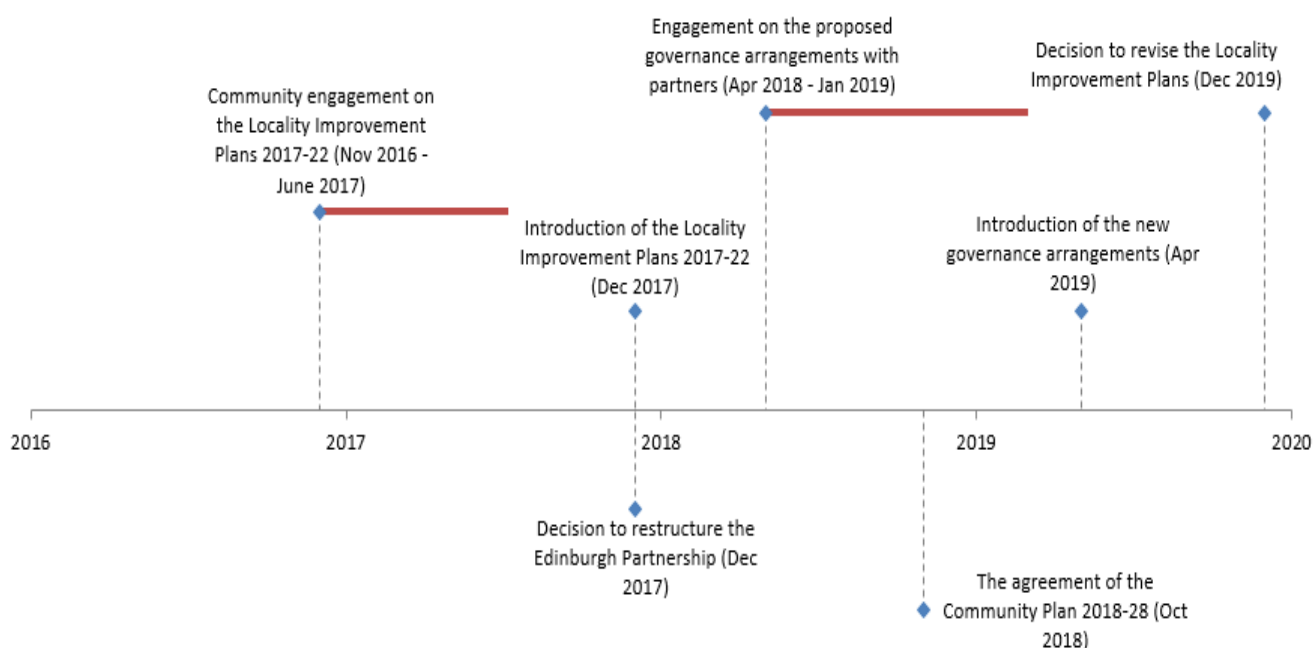 Engagement on the proposed
governance arrangements with
partners (Apr 2018 - Jan 2019)
Decision to revise the Locality
Improvement Plans (Dec 2019)
Community engagement on
the Locality Improvement
Plans 2017-22 (Nov 2016 -
June 2017)
Introduction of the Locality
Improvement Plans 2017-22
(Dec 2017)
Introduction of the new
governance arrangements (Apr
2019)
2016
2017
2018
2019
2020
Decision to restructure the
Edinburgh Partnership (Dec
2017)
The agreement of the
Community Plan 2018-28 (Oct
2018)